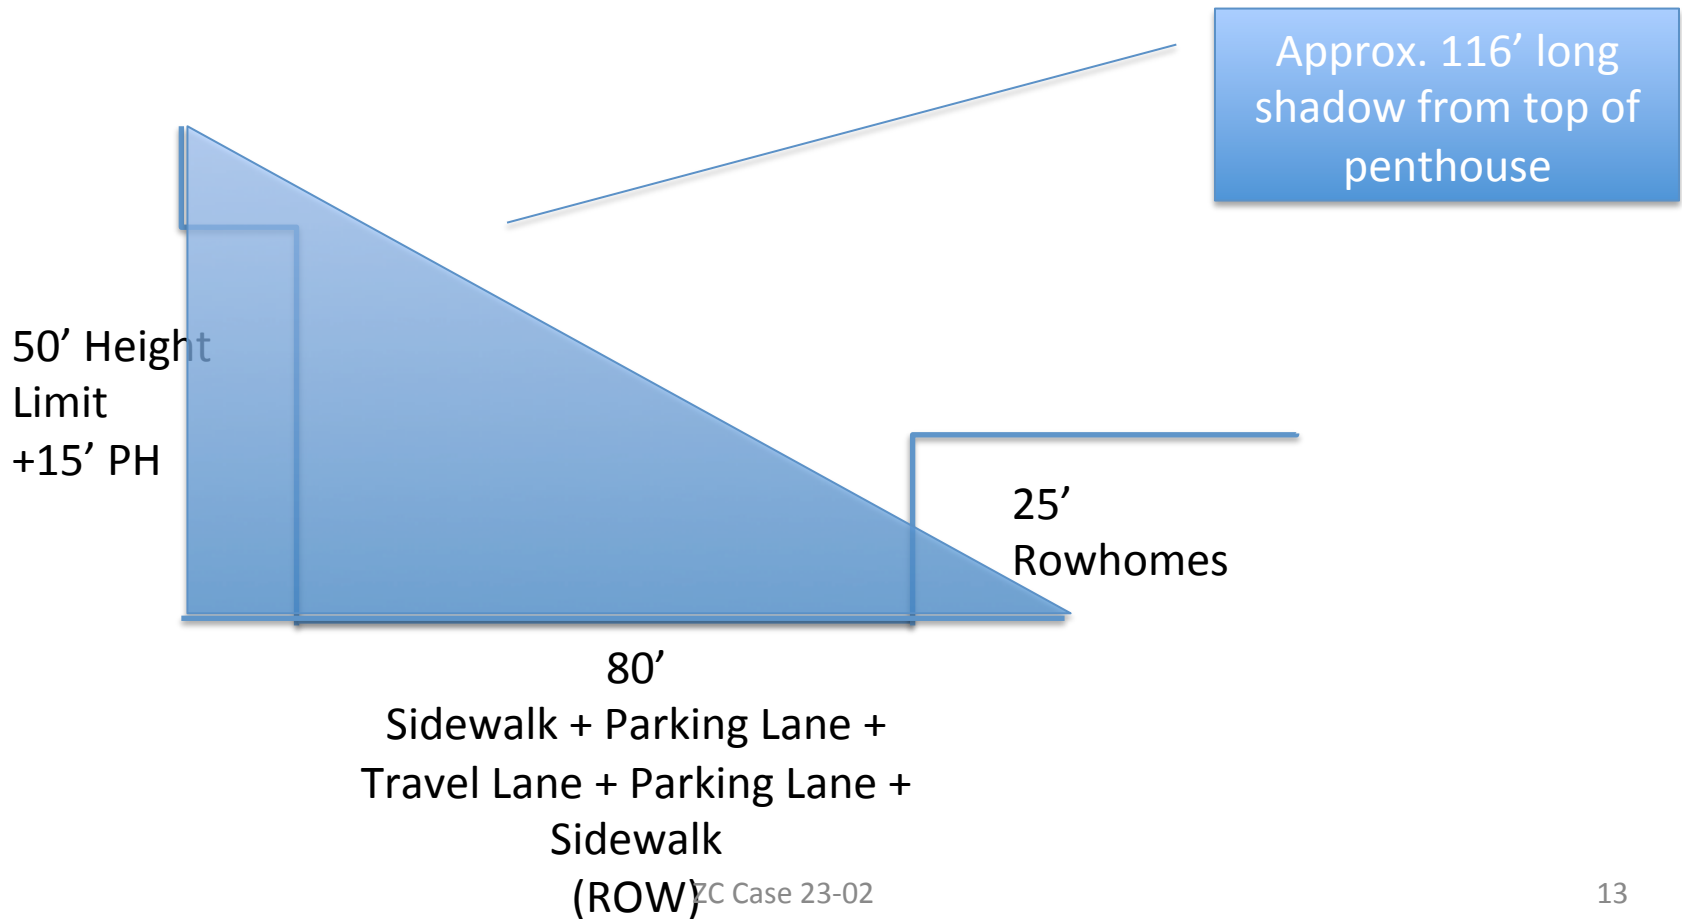 Approx. 116’ long
shadow from top of
penthouse
50’ Height
Limit
+15’ PH
25’
Rowhomes
80’
Sidewalk + Parking Lane +
Travel Lane + Parking Lane +
Sidewalk
(ROW)
ZC Case 23-02
13